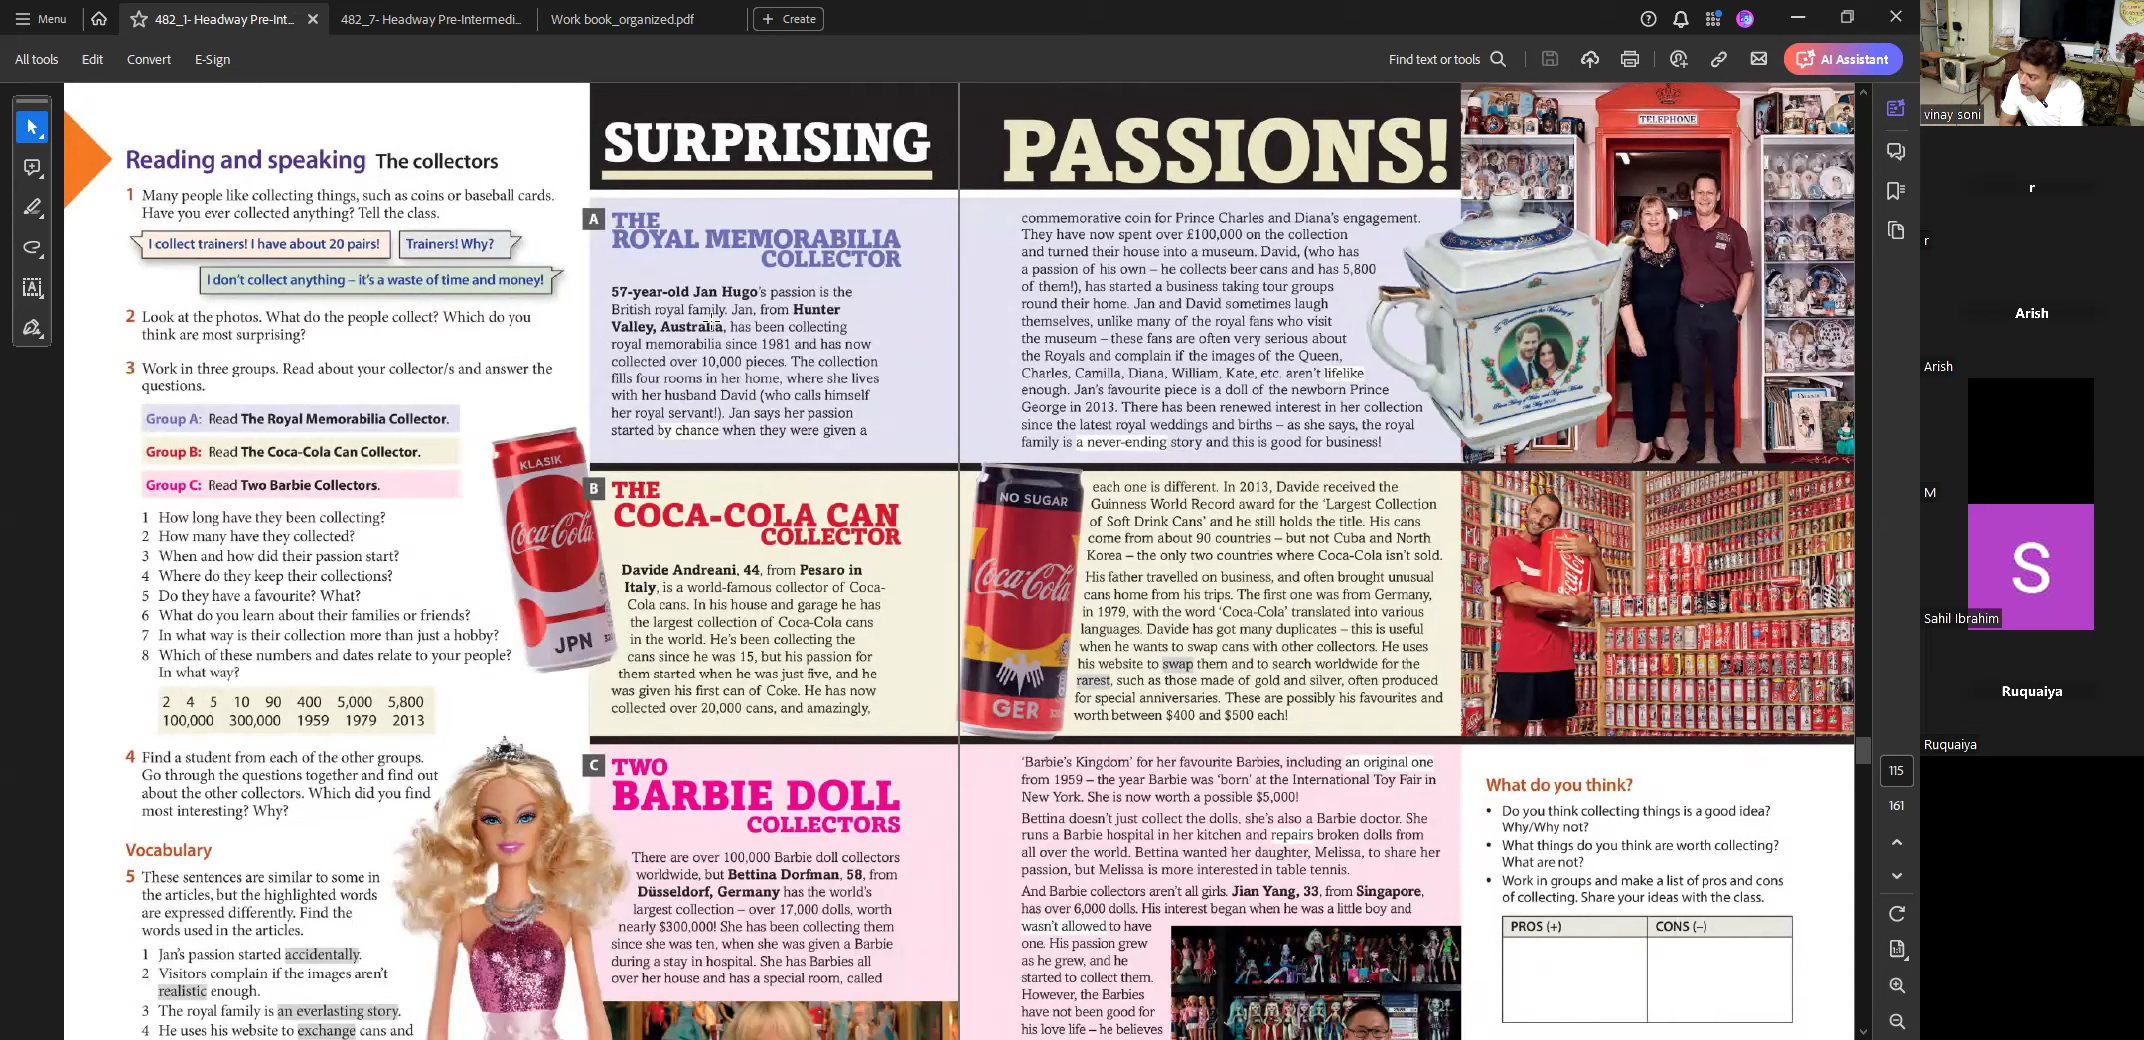 Menu
482_1- Headway Pre-Int...
482_7- Headway Pre-Intermedi...
Work book_organized.pdf
Create
All tools
Edit
Convert
E-Sign
Find text or tools
AI Assistant
Reading and speaking The collectors
1 Many people like collecting things, such as coins or baseball cards.
Have you ever collected anything? Tell the class.
I collect trainers! I have about 20 pairs!
Trainers! Why?
I don't collect anything – it's a waste of time and money!
2 Look at the photos. What do the people collect? Which do you
think are most surprising?
3 Work in three groups. Read about your collector/s and answer the
questions.
Group A: Read The Royal Memorabilia Collector.
Group B: Read The Coca-Cola Can Collector.
Group C: Read Two Barbie Collectors.
1 How long have they been collecting?
2 How many have they collected?
3 When and how did their passion start?
4 Where do they keep their collections?
5 Do they have a favourite? What?
6 What do you learn about their families or friends?
7 In what way is their collection more than just a hobby?
8 Which of these numbers and dates relate to your people?
In what way?
2 4 5 10 90 400 5,000 5,800
100,000 300,000 1959 1979 2013
4 Find a student from each of the other groups.
Go through the questions together and find out
about the other collectors. Which did you find
most interesting? Why?
Vocabulary
5 These sentences are similar to some in
the articles, but the highlighted words
are expressed differently. Find the
words used in the articles.
1 Jan's passion started accidentally.
2 Visitors complain if the images aren't
realistic enough.
3 The royal family is an everlasting story.
4 He uses his website to exchange cans and
SURPRISING PASSIONS!
A THE
ROYAL MEMORABILIA
COLLECTOR
57-year-old Jan Hugo's passion is the
British royal family. Jan, from Hunter
Valley, Australia, has been collecting
royal memorabilia since 1981 and has now
collected over 10,000 pieces. The collection
fills four rooms in her home, where she lives
with her husband David (who calls himself
her royal servant!). Jan says her passion
started by chance when they were given a
commemorative coin for Prince Charles and Diana's engagement.
They have now spent over £100,000 on the collection
and turned their house into a museum. David, (who has
a passion of his own – he collects beer cans and has 5,800
of them!), has started a business taking tour groups
round their home. Jan and David sometimes laugh
themselves, unlike many of the royal fans who visit
the museum – these fans are often very serious about
the Royals and complain if the images of the Queen,
Charles, Camilla, Diana, William, Kate, etc. aren't lifelike
enough. Jan's favourite piece is a doll of the newborn Prince
George in 2013. There has been renewed interest in her collection
since the latest royal weddings and births – as she says, the royal
family is a never-ending story and this is good for business!
TELEPHONE
KLASIK
Coca-Cola
JPN
B THE
COCA-COLA CAN
COLLECTOR
Davide Andreani, 44, from Pesaro in
Italy, is a world-famous collector of Coca-
Cola cans. In his house and garage he has
the largest collection of Coca-Cola cans
in the world. He's been collecting the
cans since he was 15, but his passion for
them started when he was just five, and he
was given his first can of Coke. He has now
collected over 20,000 cans, and amazingly,
NO SUGAR
Coca-Cola
GER
each one is different. In 2013, Davide received the
Guinness World Record award for the 'Largest Collection
of Soft Drink Cans' and he still holds the title. His cans
come from about 90 countries – but not Cuba and North
Korea – the only two countries where Coca-Cola isn't sold.
His father travelled on business, and often brought unusual
cans home from his trips. The first one was from Germany,
in 1979, with the word 'Coca-Cola' translated into various
languages. Davide has got many duplicates – this is useful
when he wants to swap cans with other collectors. He uses
his website to swap them and to search worldwide for the
rarest, such as those made of gold and silver, often produced
for special anniversaries. These are possibly his favourites and
worth between $400 and $500 each!
C TWO
BARBIE DOLL
COLLECTORS
There are over 100,000 Barbie doll collectors
worldwide, but Bettina Dorfman, 58, from
Düsseldorf, Germany has the world's
largest collection – over 17,000 dolls, worth
nearly $300,000! She has been collecting them
since she was ten, when she was given a Barbie
during a stay in hospital. She has Barbies all
over her house and has a special room, called
'Barbie's Kingdom' for her favourite Barbies, including an original one
from 1959 – the year Barbie was 'born' at the International Toy Fair in
New York. She is now worth a possible $5,000!
Bettina doesn't just collect the dolls, she's also a Barbie doctor. She
runs a Barbie hospital in her kitchen and repairs broken dolls from
all over the world. Bettina wanted her daughter, Melissa, to share her
passion, but Melissa is more interested in table tennis.
And Barbie collectors aren't all girls. Jian Yang, 33, from Singapore,
has over 6,000 dolls. His interest began when he was a little boy and
wasn't allowed to have
one. His passion grew
as he grew, and he
started to collect them.
However, the Barbies
have not been good for
his love life – he believes
What do you think?
• Do you think collecting things is a good idea?
Why/Why not?
• What things do you think are worth collecting?
What are not?
• Work in groups and make a list of pros and cons
of collecting. Share your ideas with the class.
PROS (+) CONS (–)
115
161
vinay soni
r
r
Arish
Arish
M
S
Sahil Ibrahim
Ruquaiya
Ruquaiya